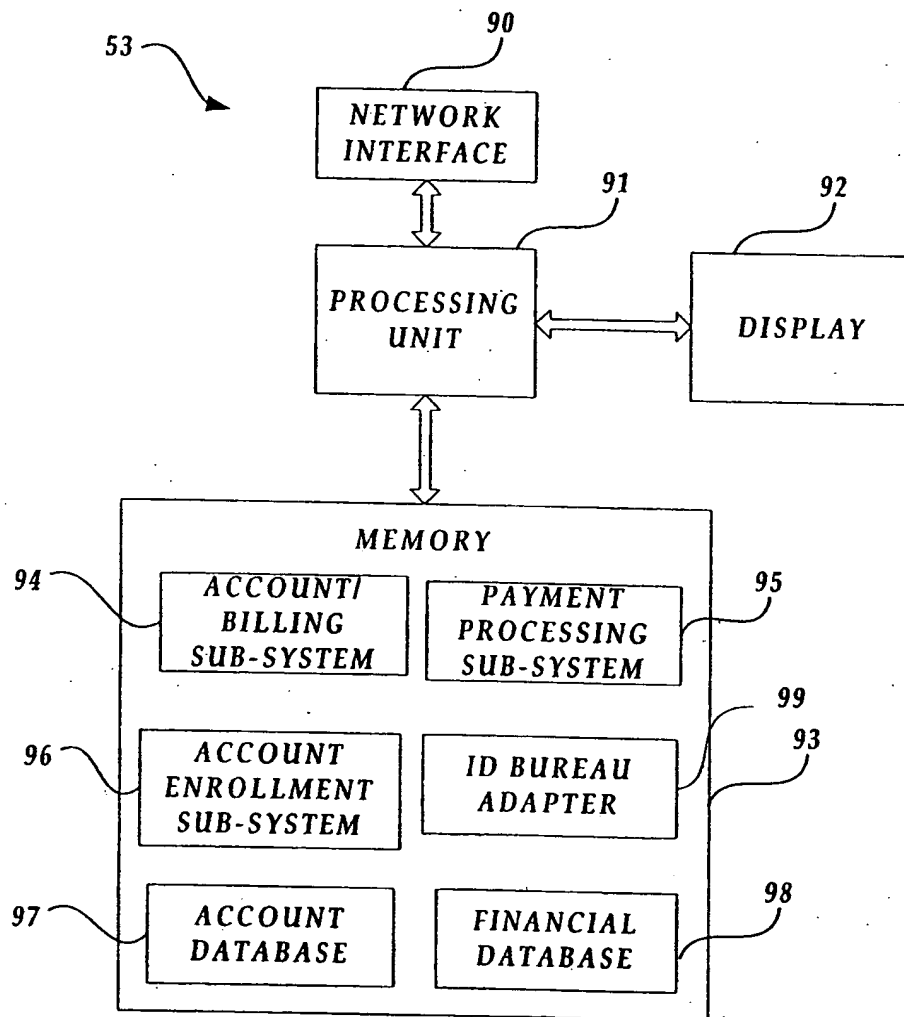 53
90
NETWORK
INTERFACE
91
92
PROCESSING
UNIT
DISPLAY
MEMORY
94
ACCOUNT/
BILLING
SUB-SYSTEM
PAYMENT
PROCESSING
SUB-SYSTEM
95
99
93
96
ACCOUNT
ENROLLMENT
SUB-SYSTEM
ID BUREAU
ADAPTER
97
ACCOUNT
DATABASE
FINANCIAL
DATABASE
98